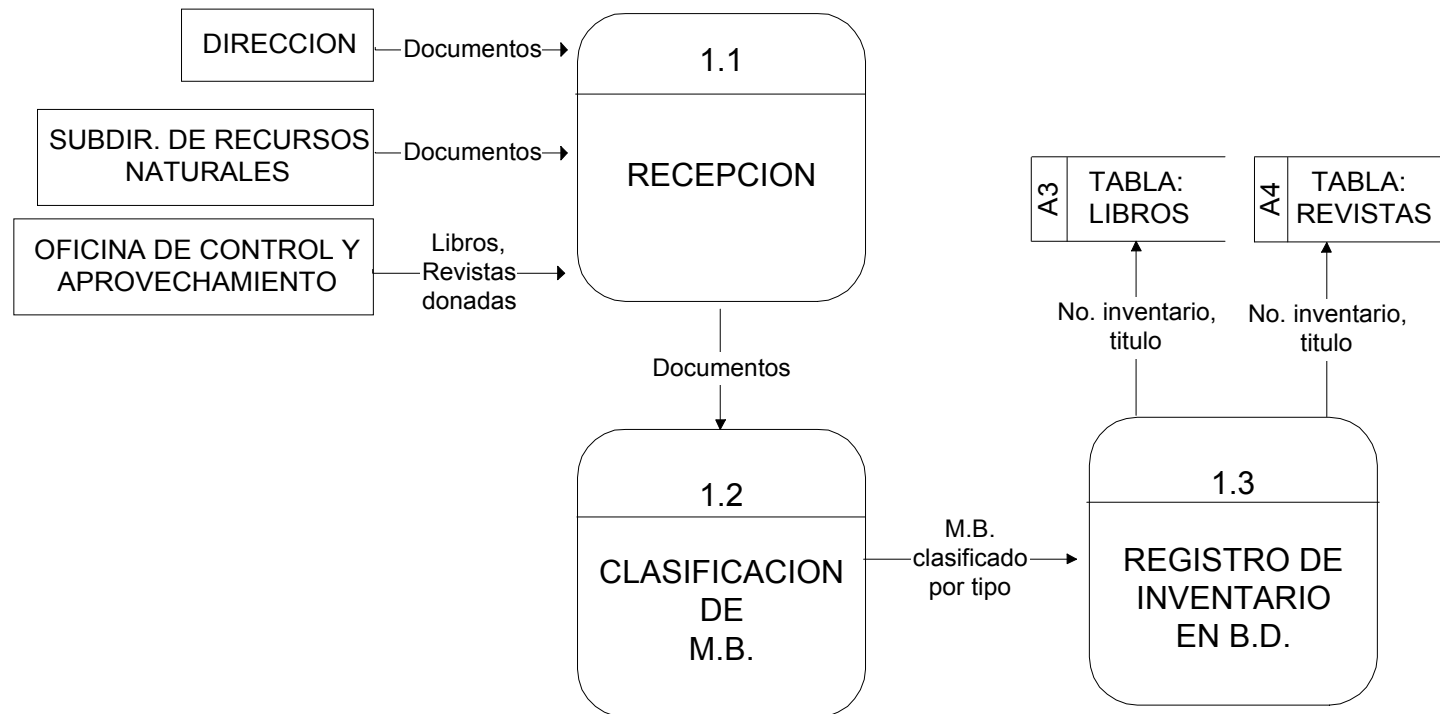 DIRECCION
Documentos
1.1
SUBDIR. DE RECURSOS
NATURALES
Documentos
RECEPCION
OFICINA DE CONTROL Y
APROVECHAMIENTO
Libros,
Revistas
donadas
A3
TABLA:
LIBROS
A4
TABLA:
REVISTAS
No. inventario,
titulo
No. inventario,
titulo
Documentos
1.2
CLASIFICACION
DE
M.B.
M.B.
clasificado
por tipo
1.3
REGISTRO DE
INVENTARIO
EN B.D.